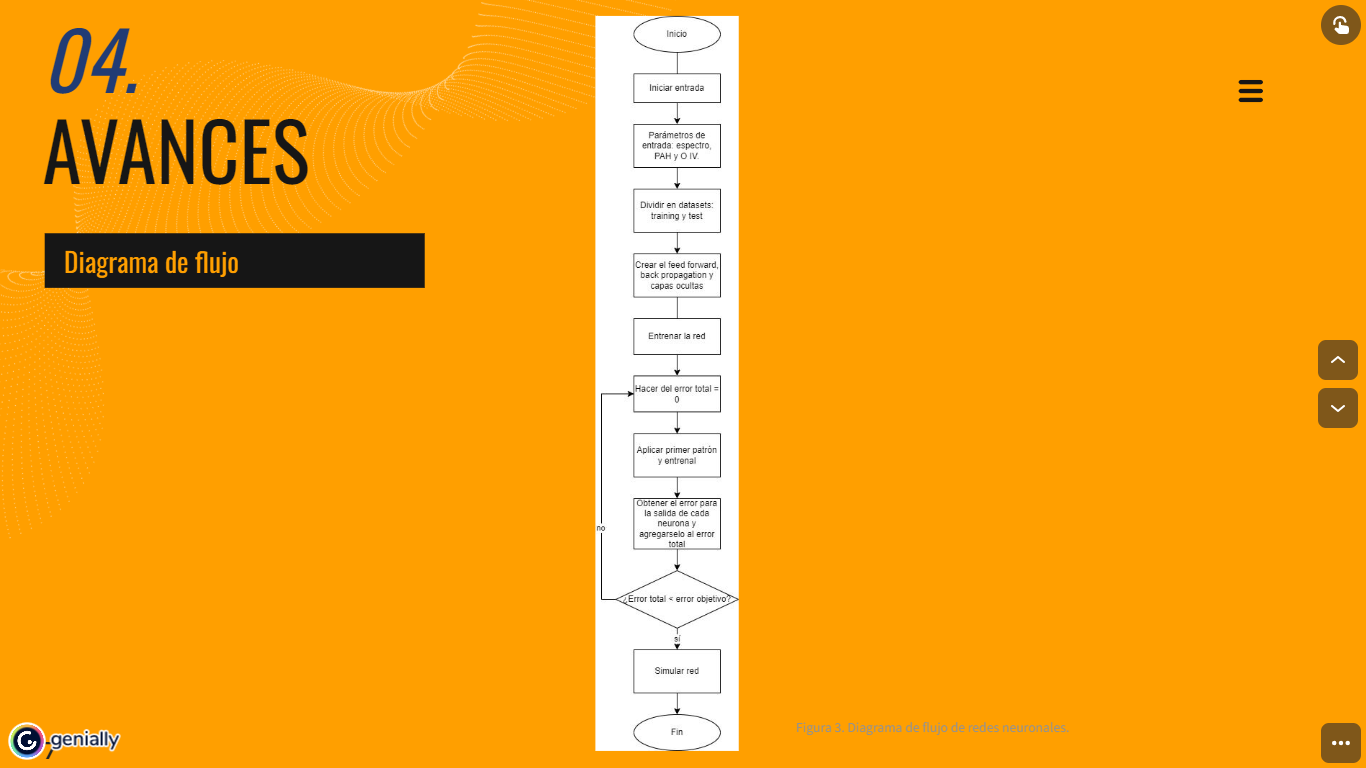 04.
AVANCES
Diagrama de flujo
Inicio
Iniciar entrada
Parámetros de
entrada: espectro,
PAH y O IV.
Dividir en datasets:
training y test
Crear el feed forward,
back propagation y
capas ocultas
Entrenar la red
Hacer del error total =
0
Aplicar primer patrón
y entrenal
Obtener el error para
la salida de cada
neurona y
agregarselo al error
total
no
¿Error total < error objetivo?
sí
Simular red
Fin
Figura 3. Diagrama de flujo de redes neuronales.
genially